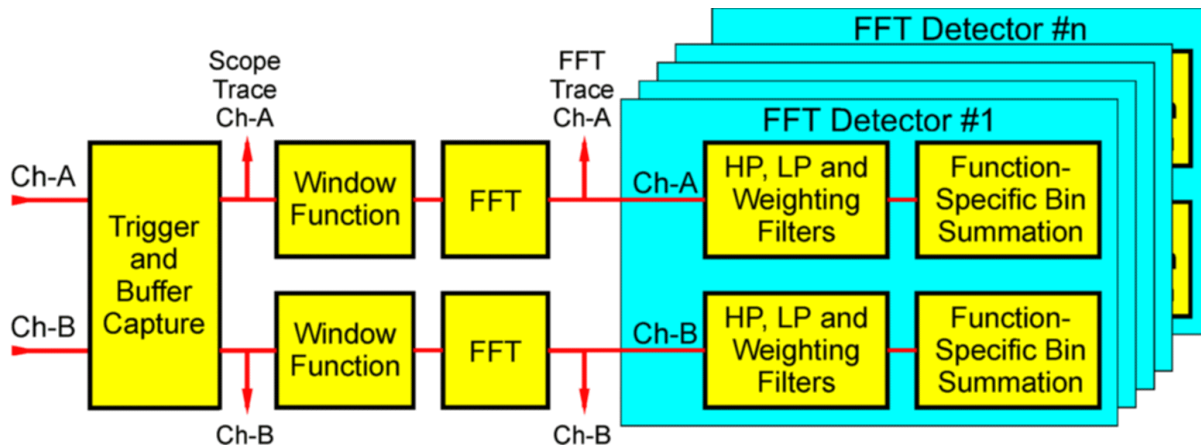 FFT Detector #n
Scope
Trace
Ch-A
FFT
Trace
Ch-A
FFT Detector #1
Ch-A
Trigger
and
Buffer
Capture
Window
Function
FFT
Ch-A
HP, LP and
Weighting
Filters
Function-
Specific Bin
Summation
Ch-B
Window
Function
FFT
Ch-B
HP, LP and
Weighting
Filters
Function-
Specific Bin
Summation
Ch-B
Ch-B